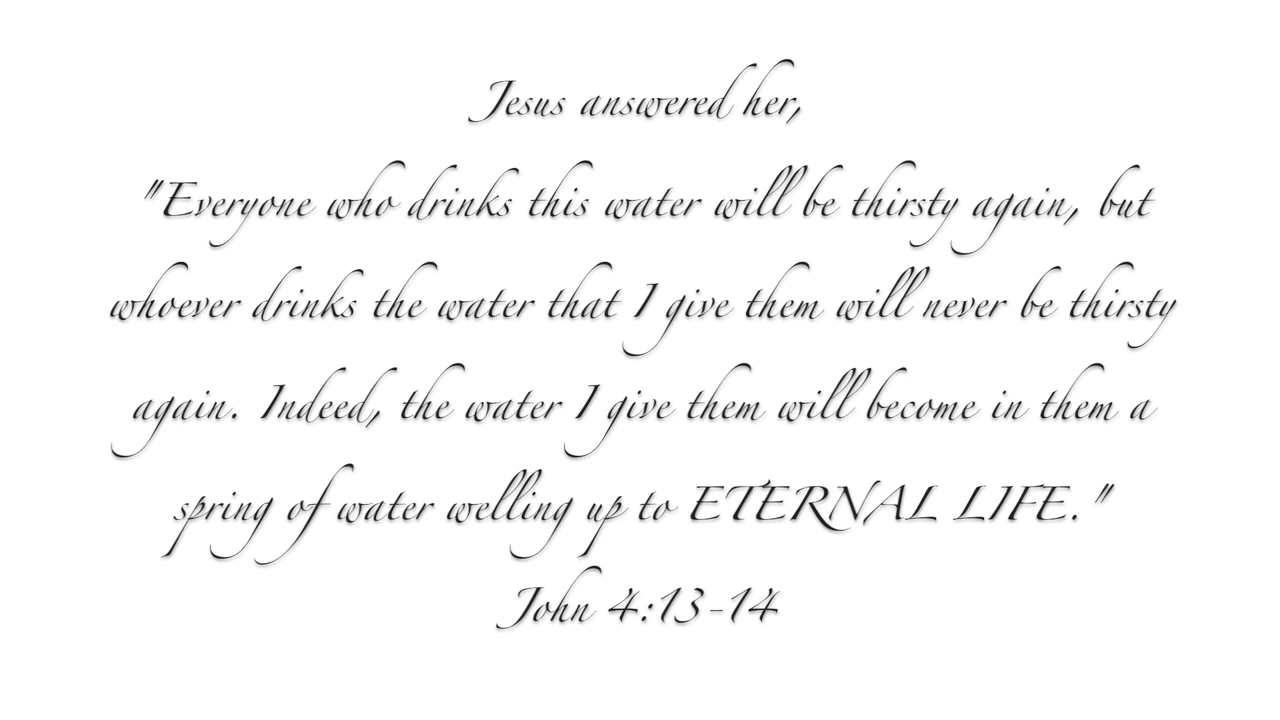 Jesus answered her,
"Everyone who drinks this water will be thirsty again, but
whoever drinks the water that I give them will never be thirsty
again. Indeed, the water I give them will become in them a
spring of water welling up to ETERNAL LIFE."
John 4:13-14